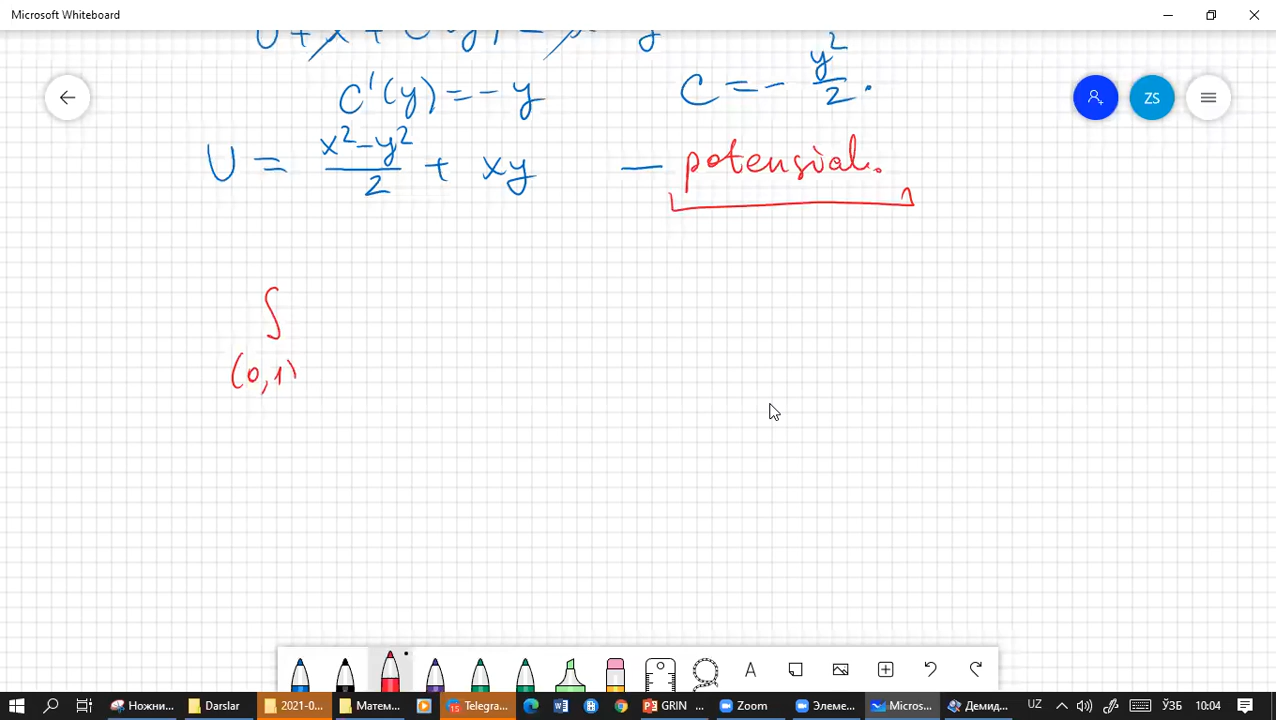 Microsoft Whiteboard
C'(y) = - y
C = - y²/2 .
U = x²-y²/2 + xy — potensial.
ZS
∫
(0,1)
A
Ножни...
Darslar
2021-0...
Матем...
Telegra...
GRIN ...
Zoom
Элеме...
Micros...
Демид...
UZ
ЎЗБ
10:04